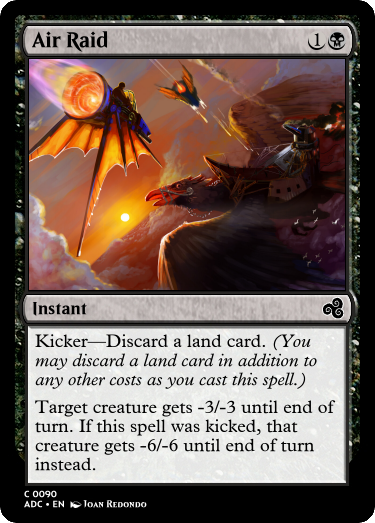 Air Raid 1
Kicker—Discard a land card. (You
may discard a land card in addition to
any other costs as you cast this spell.)
Target creature gets -3/-3 until end of
turn. If this spell was kicked, that
creature gets -6/-6 until end of turn
instead.
Instant
C 0090
ADC • EN Joan Redondo